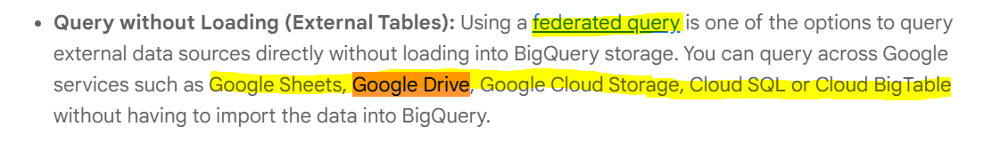 • Query without Loading (External Tables): Using a federated query is one of the options to query
external data sources directly without loading into BigQuery storage. You can query across Google
services such as Google Sheets, Google Drive, Google Cloud Storage, Cloud SQL or Cloud BigTable
without having to import the data into BigQuery.